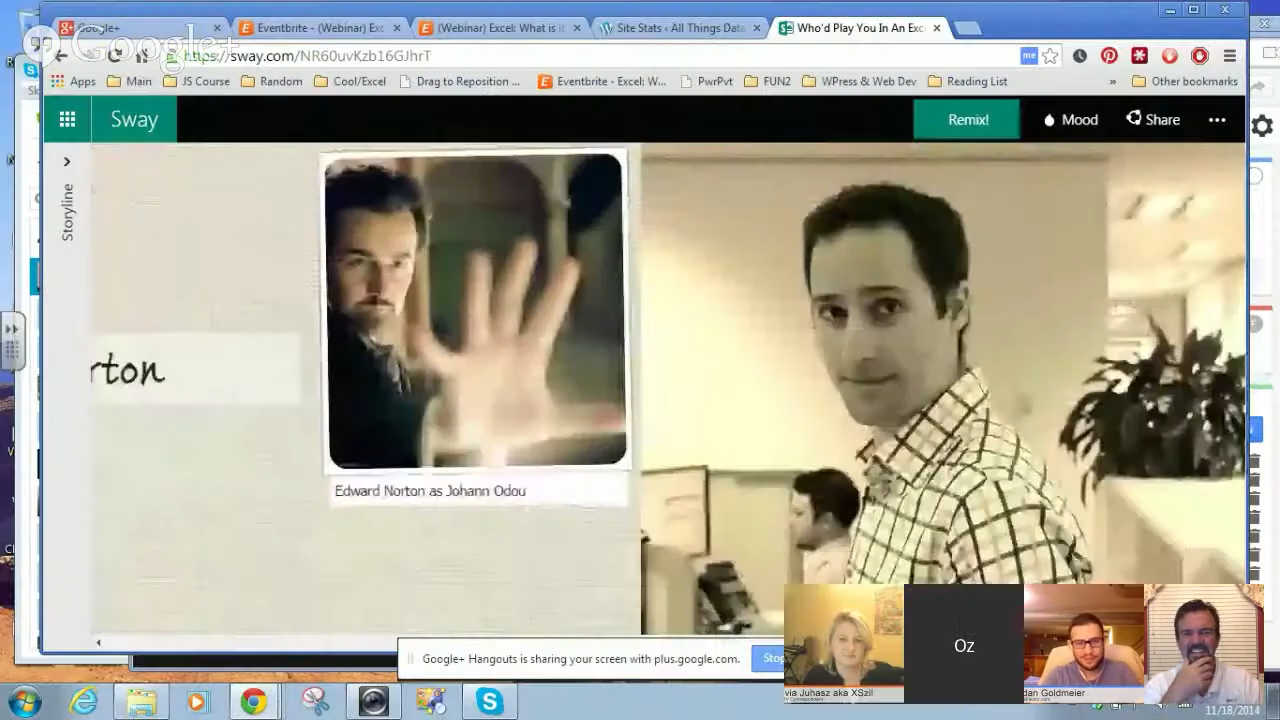 Google+
Google+
Eventbrite - (Webinar) Exce
(Webinar) Excel: What is it
Site Stats ‹ All Things Data
Who'd Play You In An Exc
https://sway.com/NR60uvKzb16GJhrT
me
Apps
Main
JS Course
Random
Cool/Excel
Drag to Reposition ...
Eventbrite - Excel: W...
PwrPvt
FUN2
WPress & Web Dev
Reading List
»
Other bookmarks
Sway
Remix!
Mood
Share
Storyline
rton
Edward Norton as Johann Odou
Google+ Hangouts is sharing your screen with plus.google.com.
Stop
Oz
via Juhasz aka XSzil
dan Goldmeier
11/18/2014